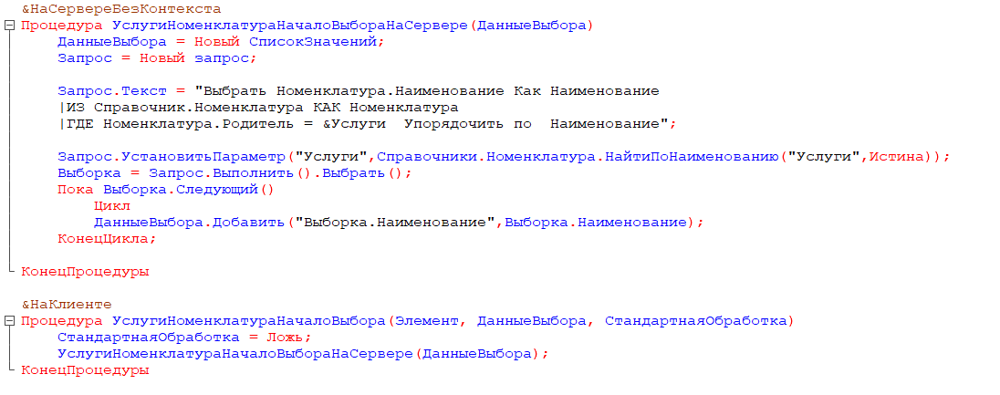 &НаСервереБезКонтекста
Процедура УслугиНоменклатураНачалоВыбораНаСервере(ДанныеВыбора)
ДанныеВыбора = Новый СписокЗначений;
Запрос = Новый запрос;
Запрос.Текст = "Выбрать Номенклатура.Наименование Как Наименование
|ИЗ Справочник.Номенклатура КАК Номенклатура
|ГДЕ Номенклатура.Родитель = &Услуги  Упорядочить по  Наименование";
Запрос.УстановитьПараметр("Услуги",Справочники.Номенклатура.НайтиПоНаименованию("Услуги",Истина));
Выборка = Запрос.Выполнить().Выбрать();
Пока Выборка.Следующий()
Цикл
ДанныеВыбора.Добавить("Выборка.Наименование",Выборка.Наименование);
КонецЦикла;
КонецПроцедуры
&НаКлиенте
Процедура УслугиНоменклатураНачалоВыбора(Элемент, ДанныеВыбора, СтандартнаяОбработка)
СтандартнаяОбработка = Ложь;
УслугиНоменклатураНачалоВыбораНаСервере(ДанныеВыбора);
КонецПроцедуры